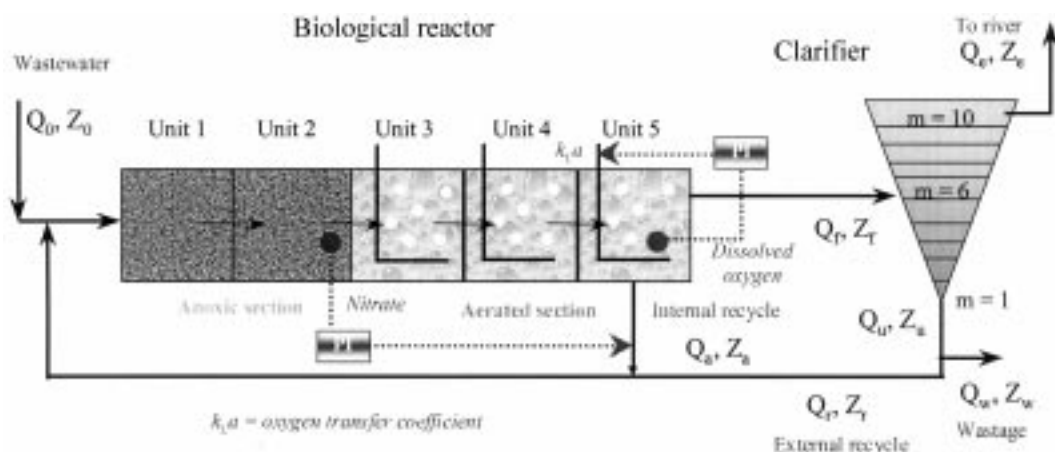 Biological reactor
To river
Qe, Ze
Clarifier
Wastewater
Q0, Z0
Unit 1
Unit 2
Unit 3
Unit 4
Unit 5
kLa
m = 10
m = 6
Qf, Zf
Dissolved
oxygen
m = 1
Anoxic section
Nitrate
Aerated section
Internal recycle
Qu, Zu
Qa, Za
Qr, Zr
Qw, Zw
kLa = oxygen transfer coefficient
External recycle
Wastage